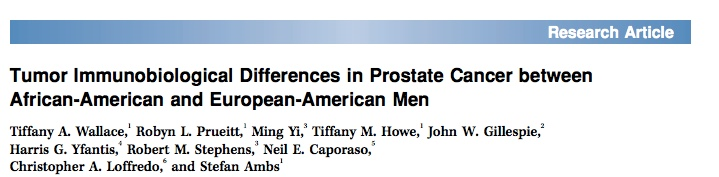 Research Article
Tumor Immunobiological Differences in Prostate Cancer between
African-American and European-American Men
Tiffany A. Wallace,¹ Robyn L. Prueitt,¹ Ming Yi,³ Tiffany M. Howe,¹ John W. Gillespie,²
Harris G. Yfantis,⁴ Robert M. Stephens,³ Neil E. Caporaso,⁵
Christopher A. Loffredo,⁶ and Stefan Ambs¹